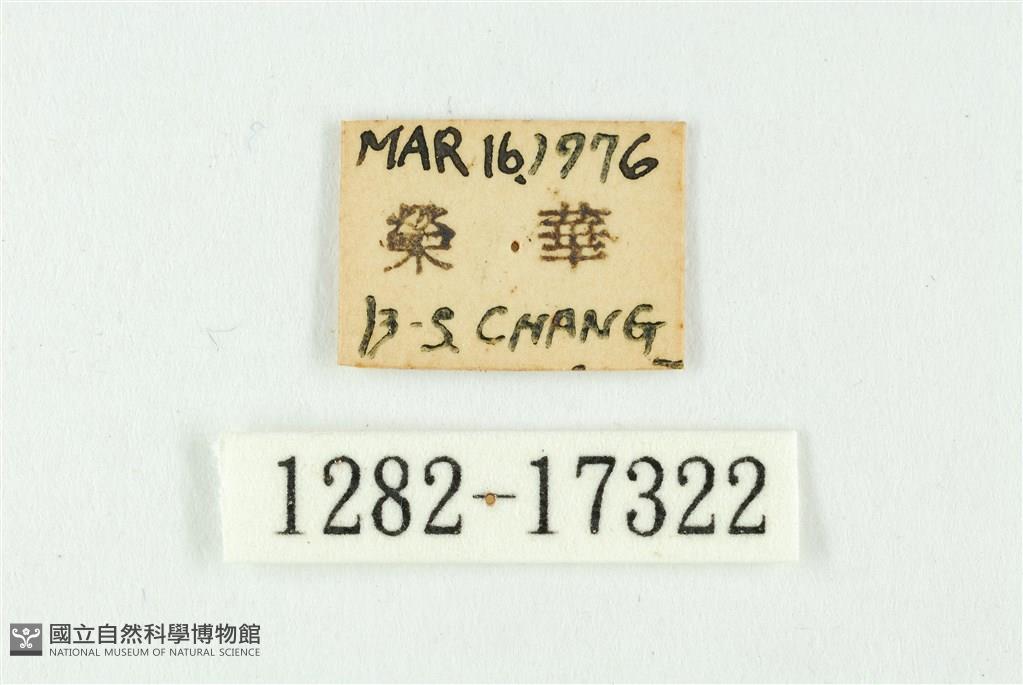 MAR 16, 1976
榮 華
B-S CHANG
1282-17322
國立自然科學博物館
NATIONAL MUSEUM OF NATURAL SCIENCE